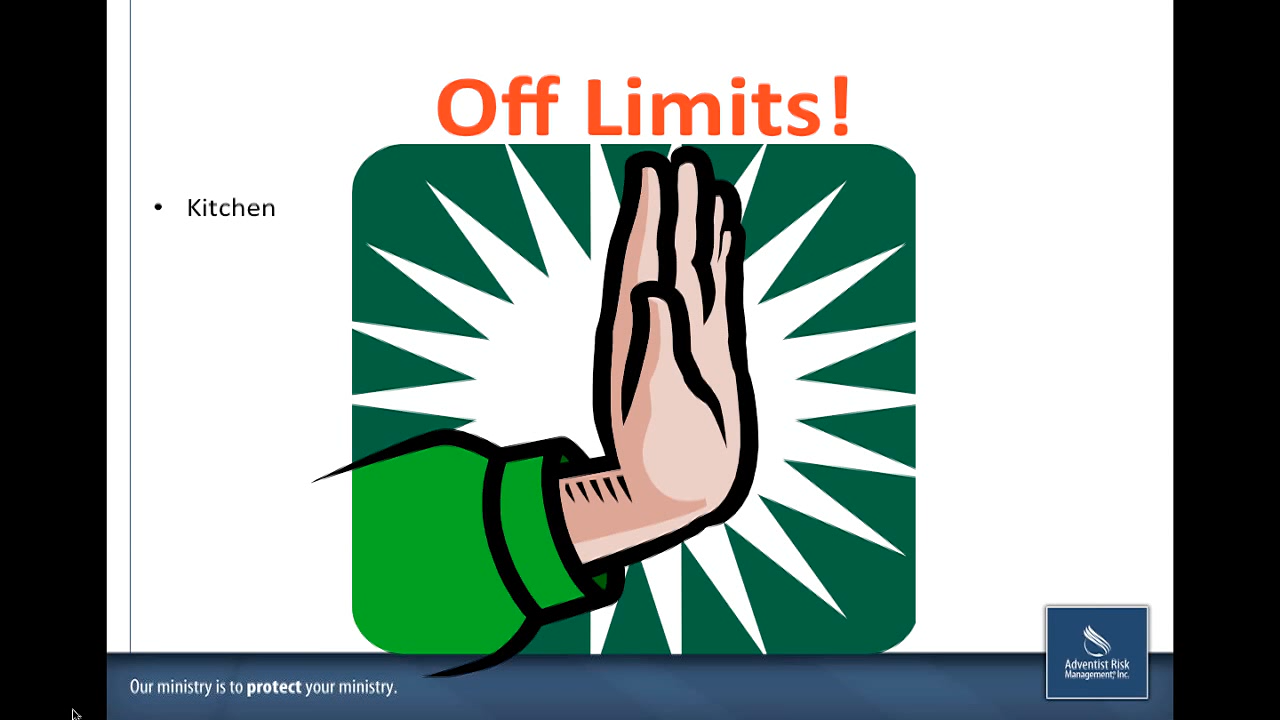 Off Limits!
• Kitchen
Our ministry is to protect your ministry.
Adventist Risk
Management, Inc.